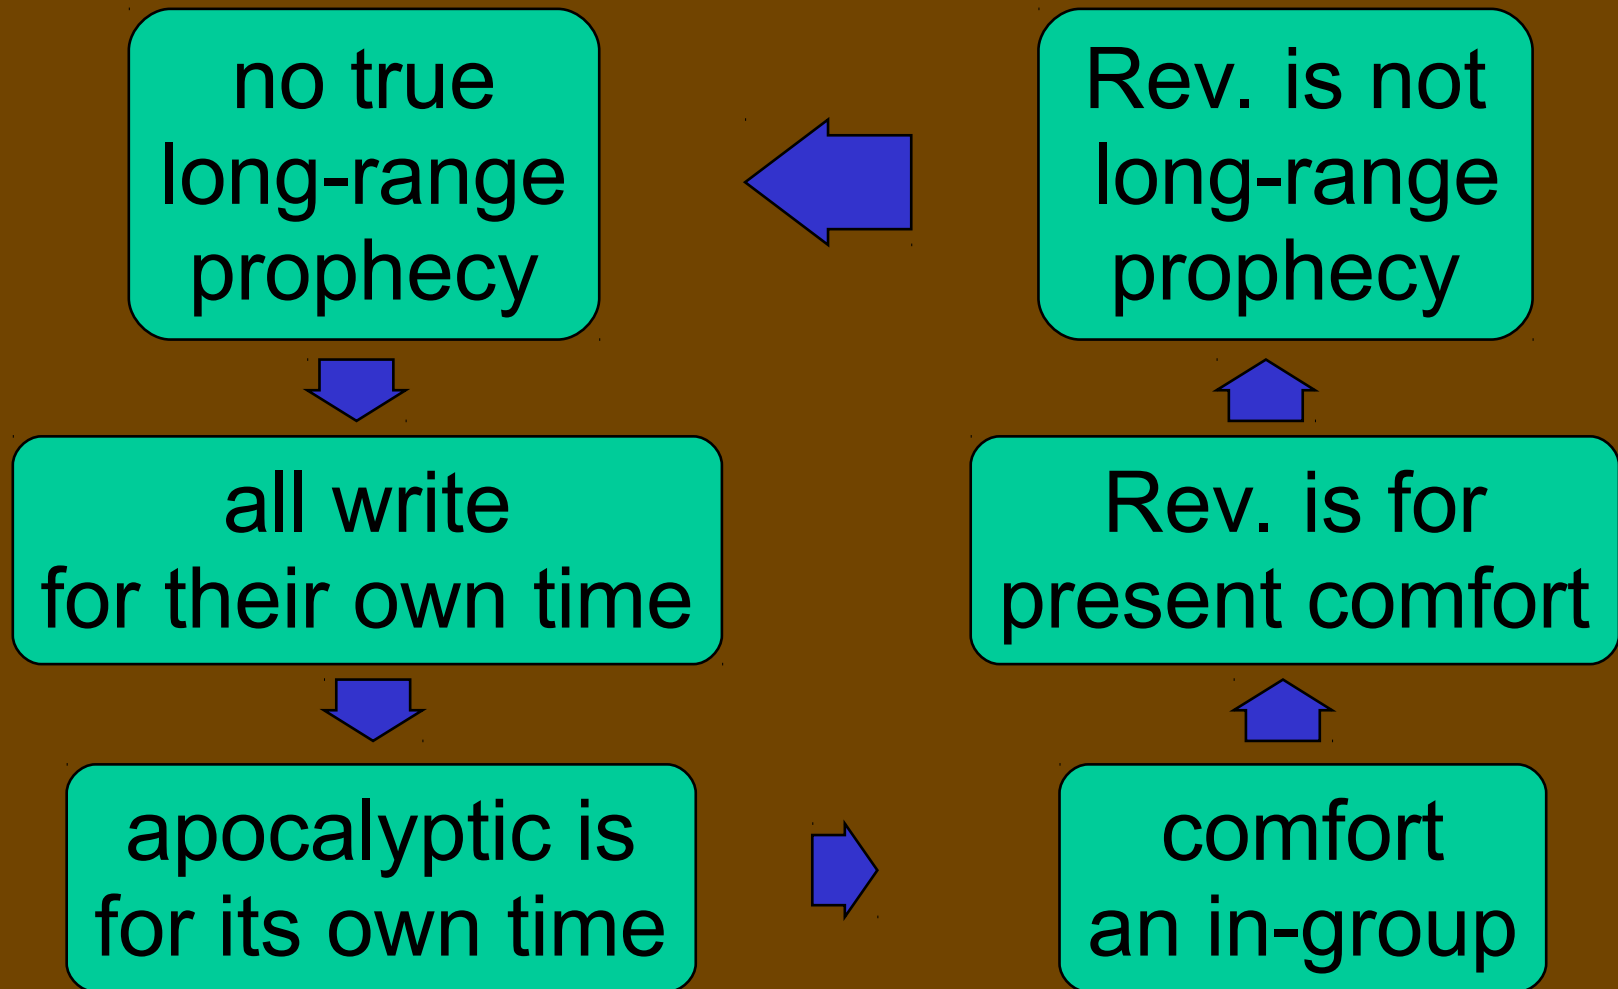 no true
long-range
prophecy
all write
for their own time
apocalyptic is
for its own time
comfort
an in-group
Rev. is for
present comfort
Rev. is not
long-range
prophecy